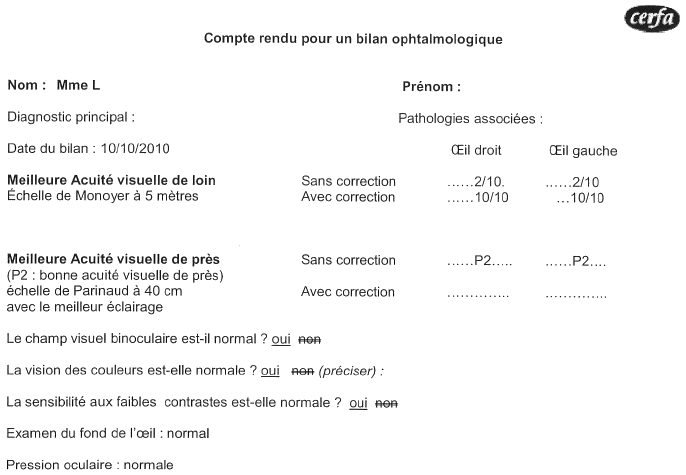 cerfa
Compte rendu pour un bilan ophtalmologique
Nom : Mme L Prénom :
Diagnostic principal : Pathologies associées :
Date du bilan : 10/10/2010 Œil droit Œil gauche
Meilleure Acuité visuelle de loin Sans correction ......2/10. ......2/10
Échelle de Monoyer à 5 mètres Avec correction ......10/10 ...10/10
Meilleure Acuité visuelle de près Sans correction ......P2..... ......P2....
(P2 : bonne acuité visuelle de près)
échelle de Parinaud à 40 cm Avec correction .............. ..............
avec le meilleur éclairage
Le champ visuel binoculaire est-il normal ? oui non
La vision des couleurs est-elle normale ? oui non (préciser) :
La sensibilité aux faibles contrastes est-elle normale ? oui non
Examen du fond de l'œil : normal
Pression oculaire : normale